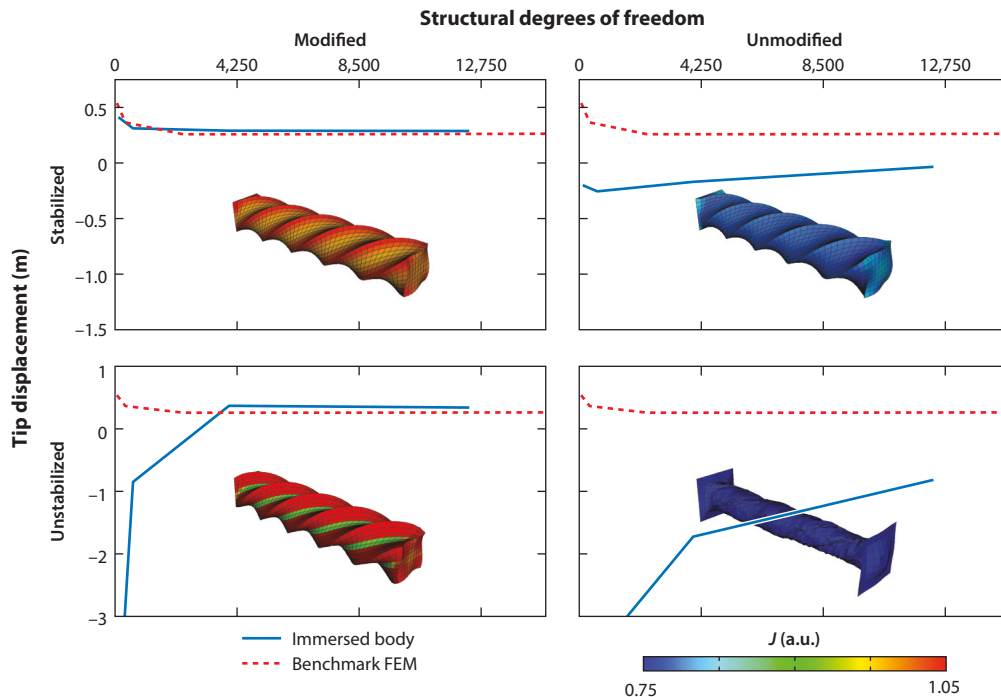 Structural degrees of freedom
Modified
Unmodified
0 4,250 8,500 12,750
0 4,250 8,500 12,750
Tip displacement (m)
Stabilized
0.5
0
−0.5
−1.0
−1.5
Unstabilized
1
0
−1
−2
−3
Immersed body
Benchmark FEM
J (a.u.)
0.75 1.05